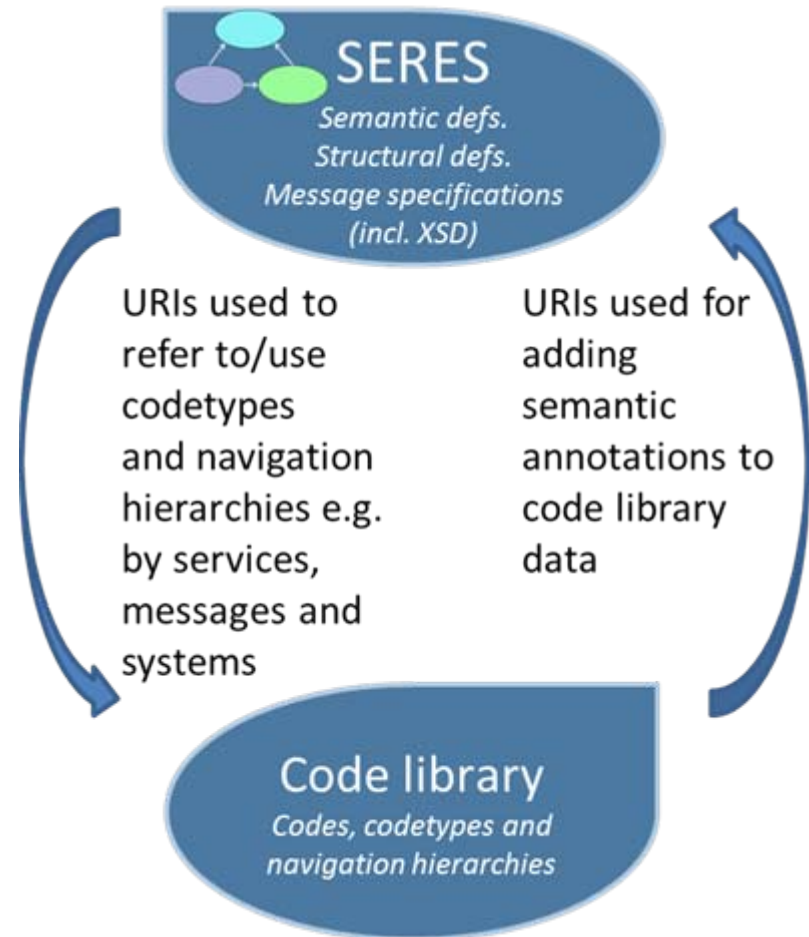 SERES
Semantic defs.
Structural defs.
Message specifications
(incl. XSD)
URIs used to
refer to/use
codetypes
and navigation
hierarchies e.g.
by services,
messages and
systems
URIs used for
adding
semantic
annotations to
code library
data
Code library
Codes, codetypes and
navigation hierarchies